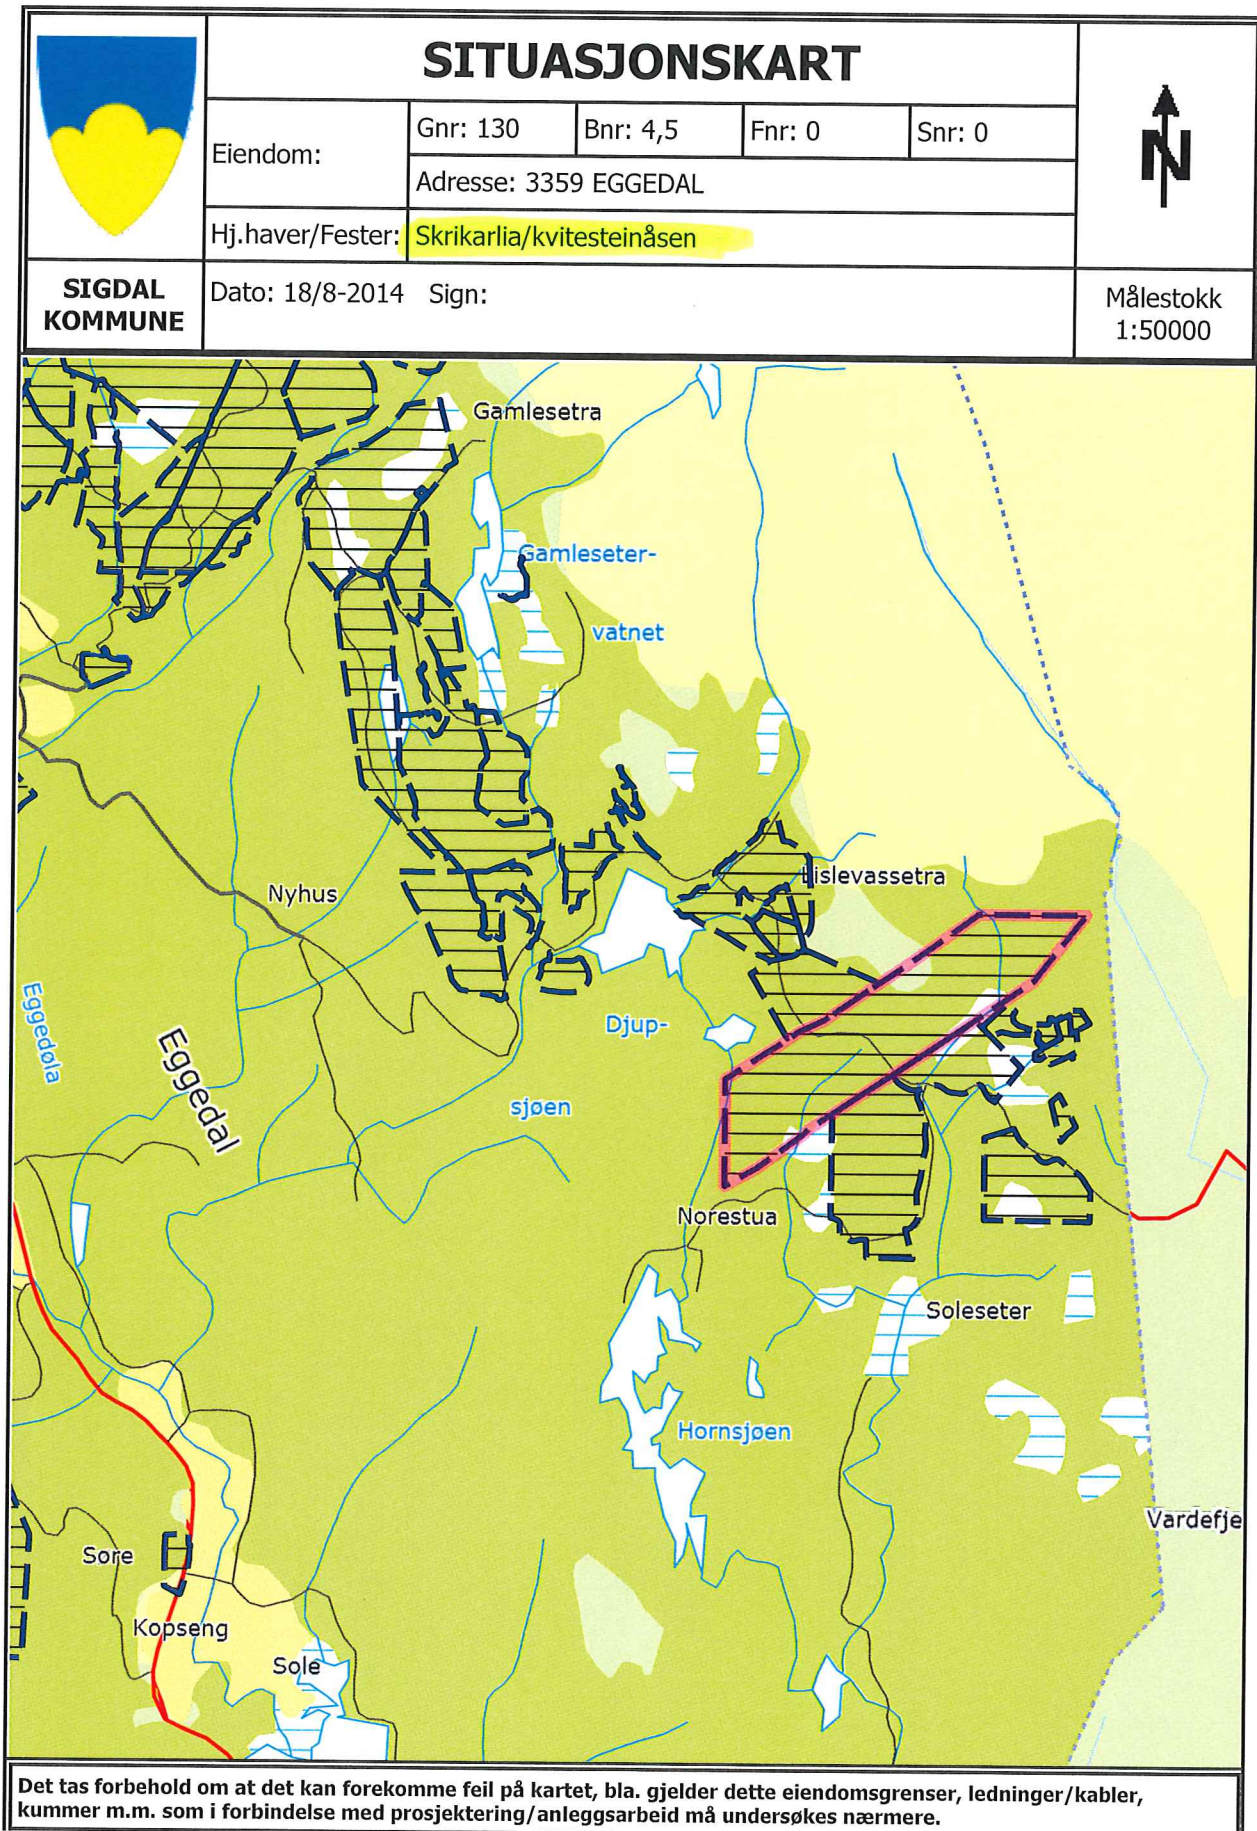 SITUASJONSKART
Eiendom:
Gnr: 130
Bnr: 4,5
Fnr: 0
Snr: 0
Adresse: 3359 EGGEDAL
Hj.haver/Fester:
Skrikarlia/kvitesteinåsen
SIGDAL
KOMMUNE
Dato: 18/8-2014 Sign:
N
Målestokk
1:50000
Gamlesetra
Gamleseter-
vatnet
Nyhus
Lislevassetra
Eggedøla
Eggedal
Djup-
sjøen
Norestua
Soleseter
Hornsjøen
Vardefje
Søre
Kopseng
Sole
Det tas forbehold om at det kan forekomme feil på kartet, bla. gjelder dette eiendomsgrenser, ledninger/kabler,
kummer m.m. som i forbindelse med prosjektering/anleggsarbeid må undersøkes nærmere.